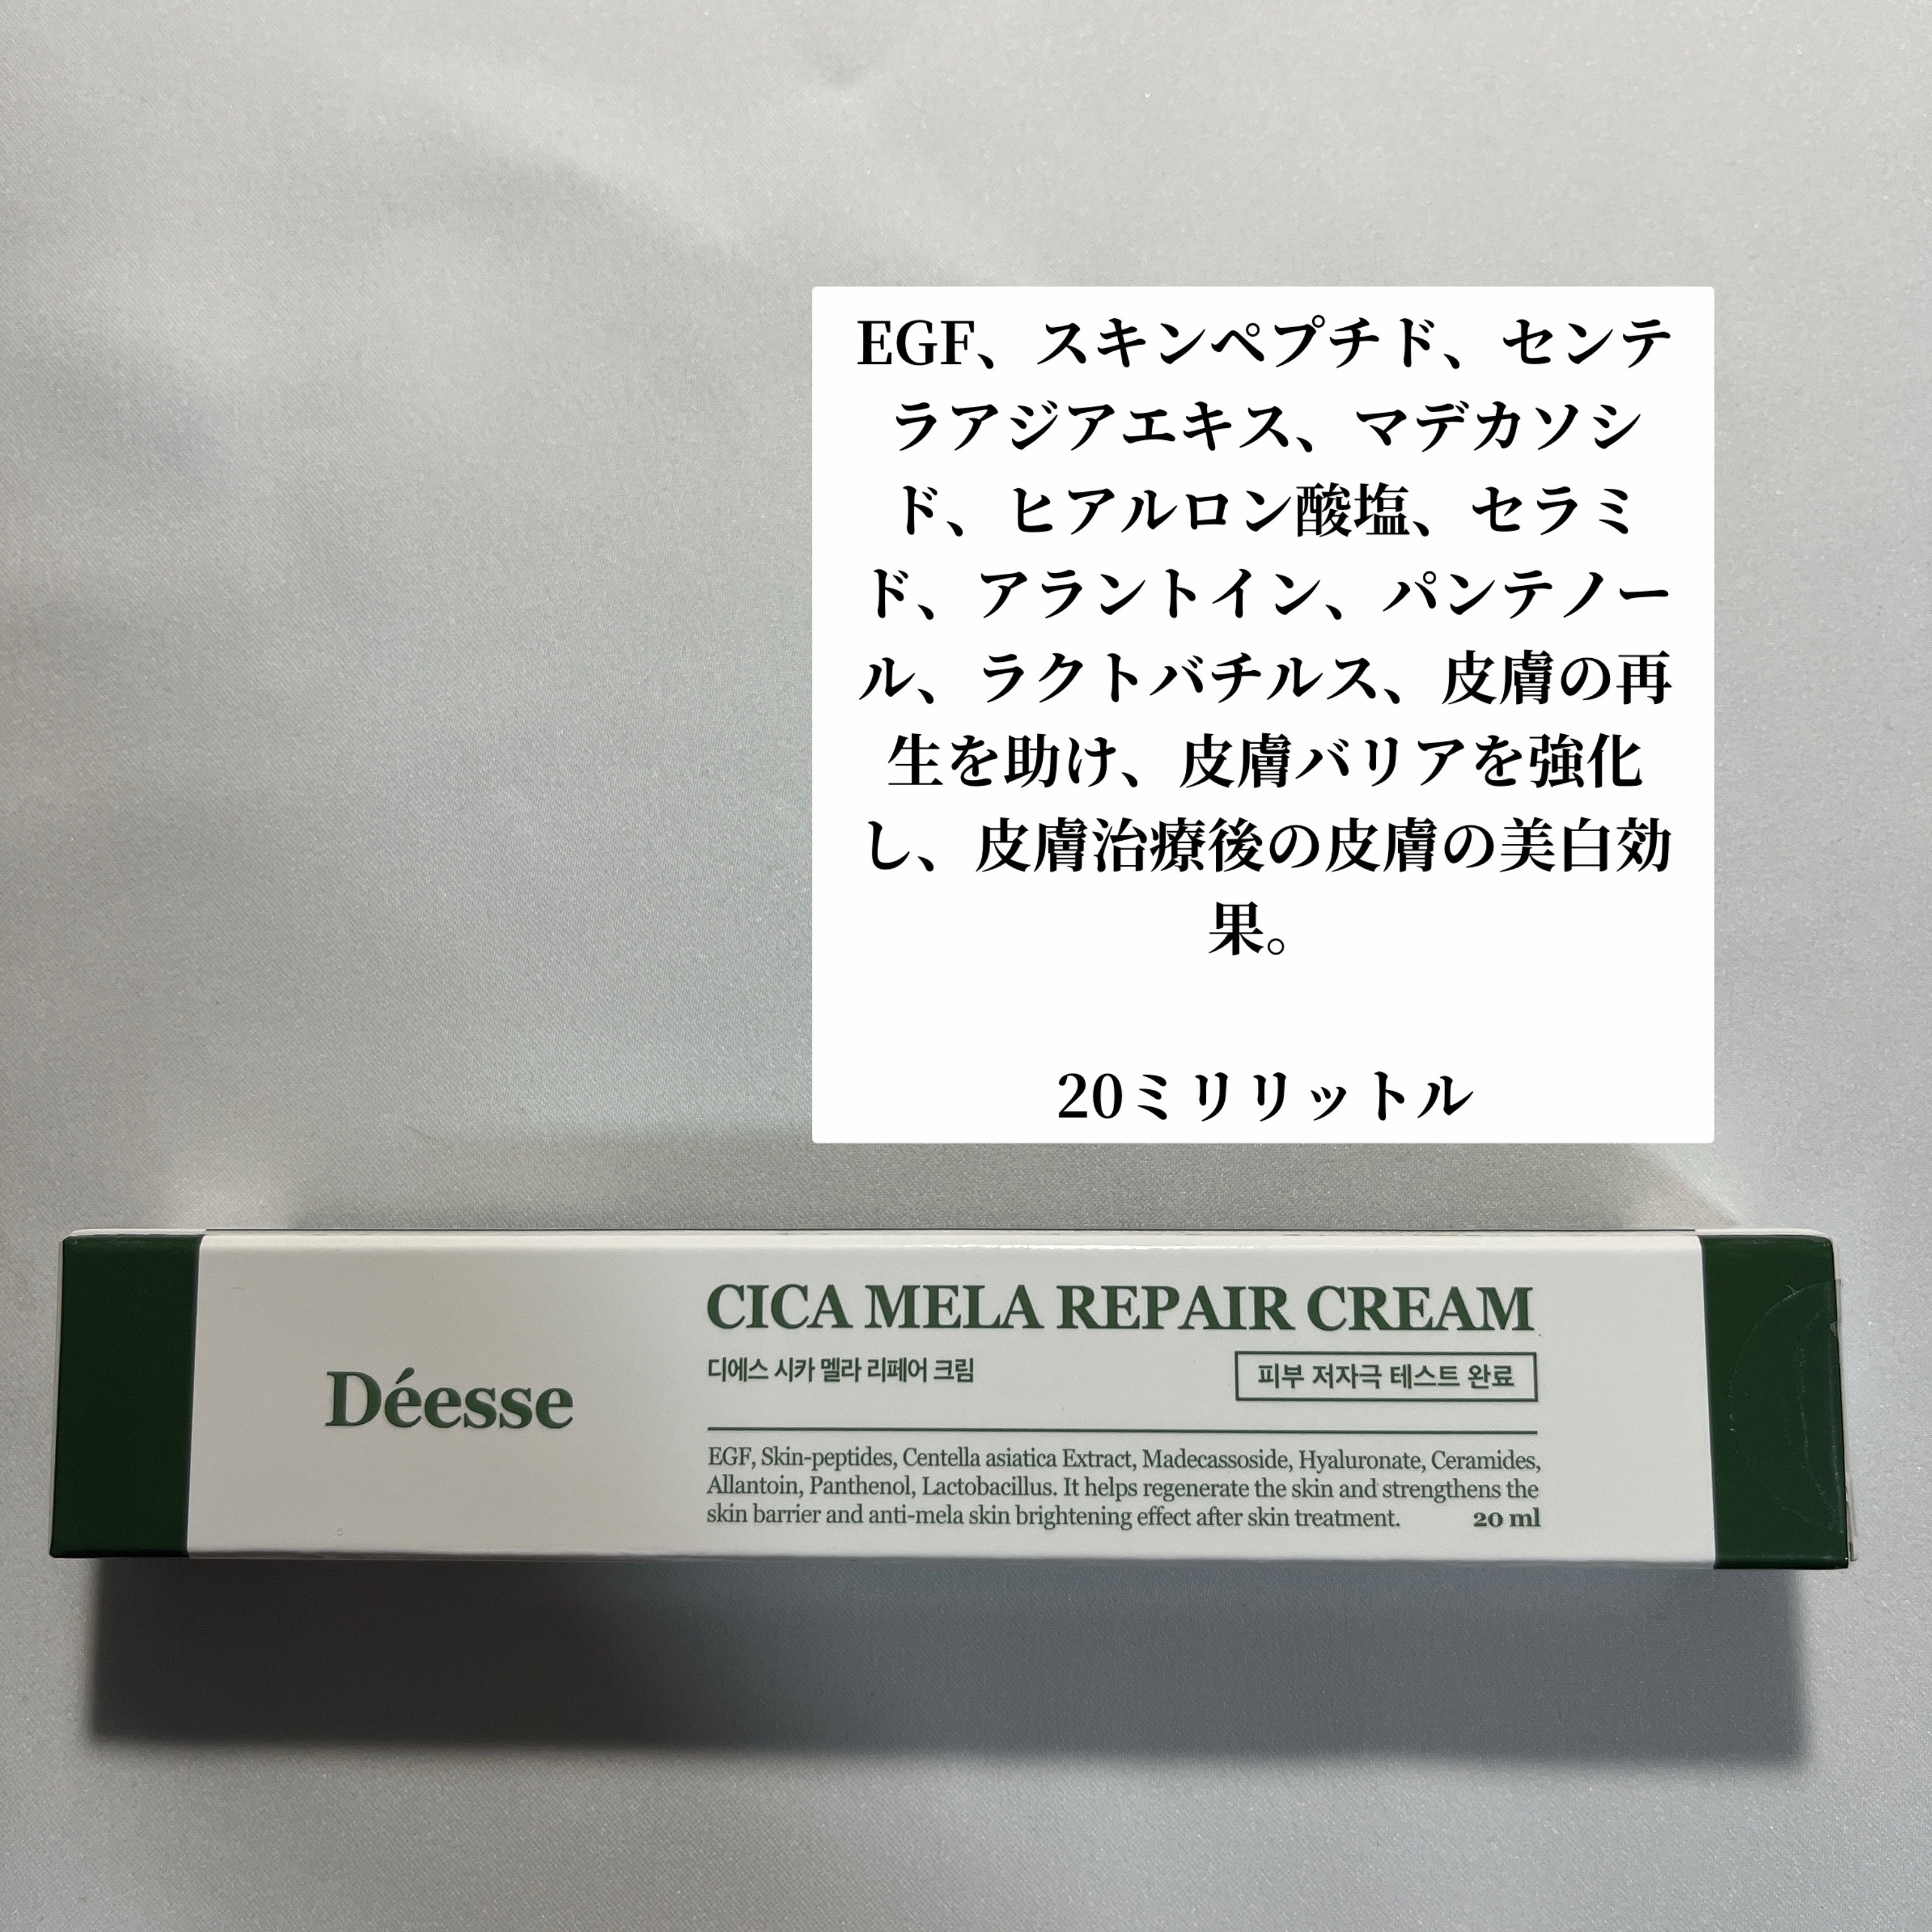 EGF、スキンペプチド、センテ
ラアジアエキス、マデカソシ
ド、ヒアルロン酸塩、セラミ
ド、アラントイン、パンテノー
ル、ラクトバチルス、皮膚の再
生を助け、皮膚バリアを強化
し、皮膚治療後の皮膚の美白効
果。
20ミリリットル
Déesse
CICA MELA REPAIR CREAM
디에스 시카 멜라 리페어 크림
피부 저자극 테스트 완료
EGF, Skin-peptides, Centella asiatica Extract, Madecassoside, Hyaluronate, Ceramides,
Allantoin, Panthenol, Lactobacillus. It helps regenerate the skin and strengthens the
skin barrier and anti-mela skin brightening effect after skin treatment.
20 ml